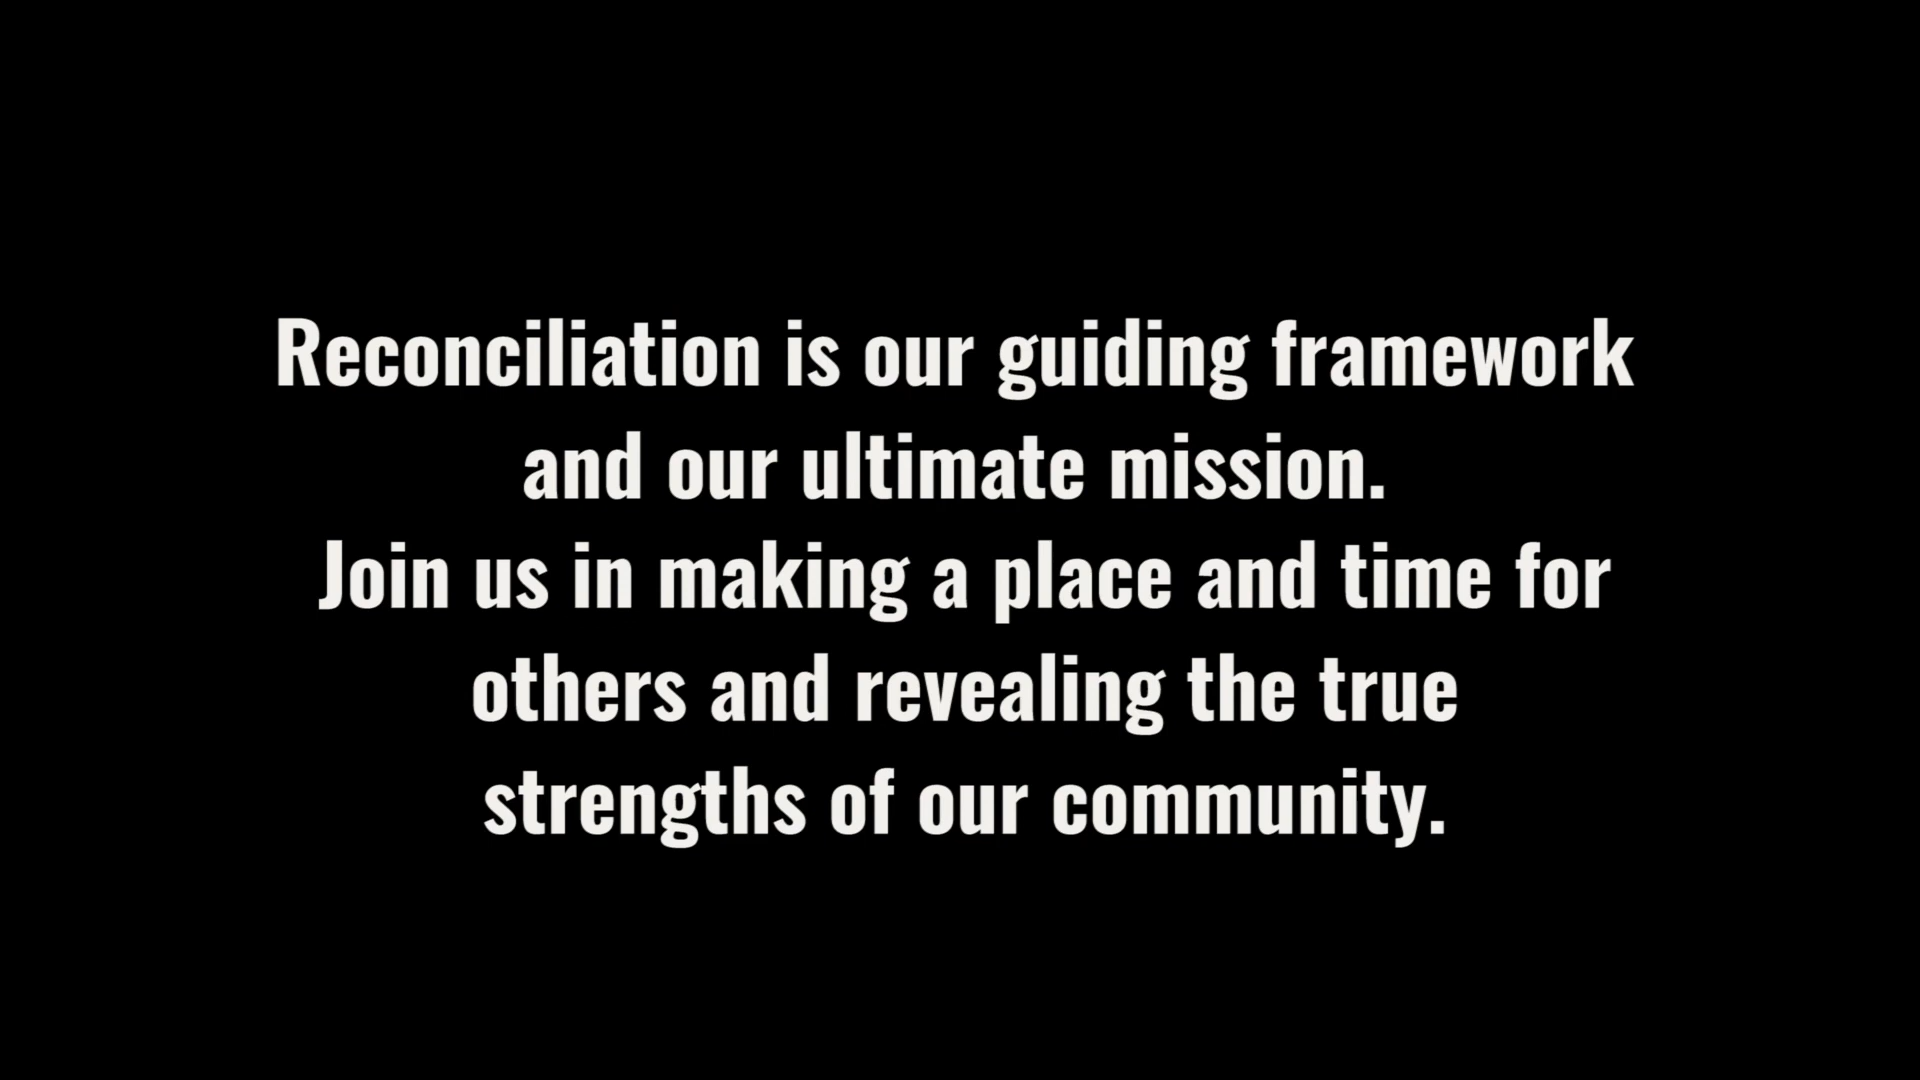 Reconciliation is our guiding framework
and our ultimate mission.
Join us in making a place and time for
others and revealing the true
strengths of our community.